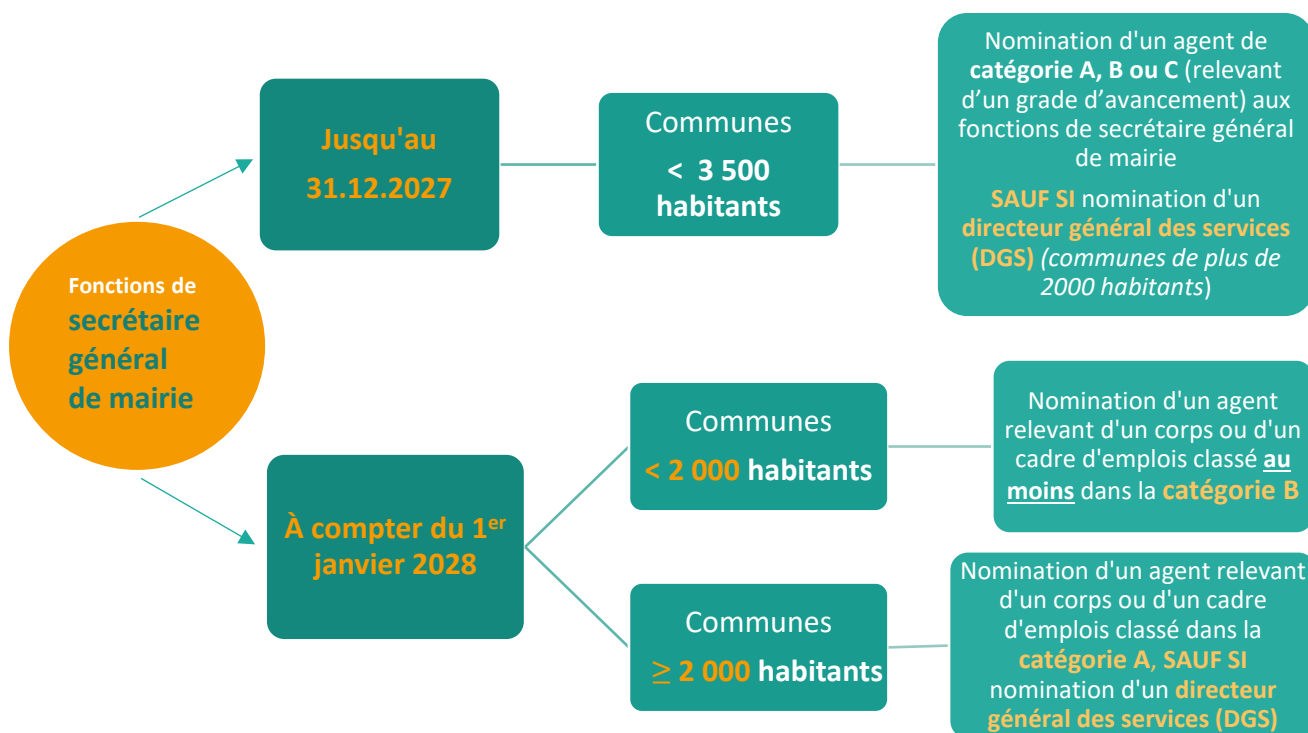 Fonctions de
secrétaire
général
de mairie
Jusqu'au
31.12.2027
Communes
< 3 500
habitants
Nomination d'un agent de
catégorie A, B ou C (relevant
d’un grade d’avancement) aux
fonctions de secrétaire général
de mairie
SAUF SI nomination d'un
directeur général des services
(DGS) (communes de plus de
2000 habitants)
À compter du 1er
janvier 2028
Communes
< 2 000 habitants
Nomination d'un agent
relevant d'un corps ou d'un
cadre d'emplois classé au
moins dans la catégorie B
Communes
≥ 2 000 habitants
Nomination d'un agent relevant
d'un corps ou d'un cadre
d'emplois classé dans la
catégorie A, SAUF SI
nomination d'un directeur
général des services (DGS)